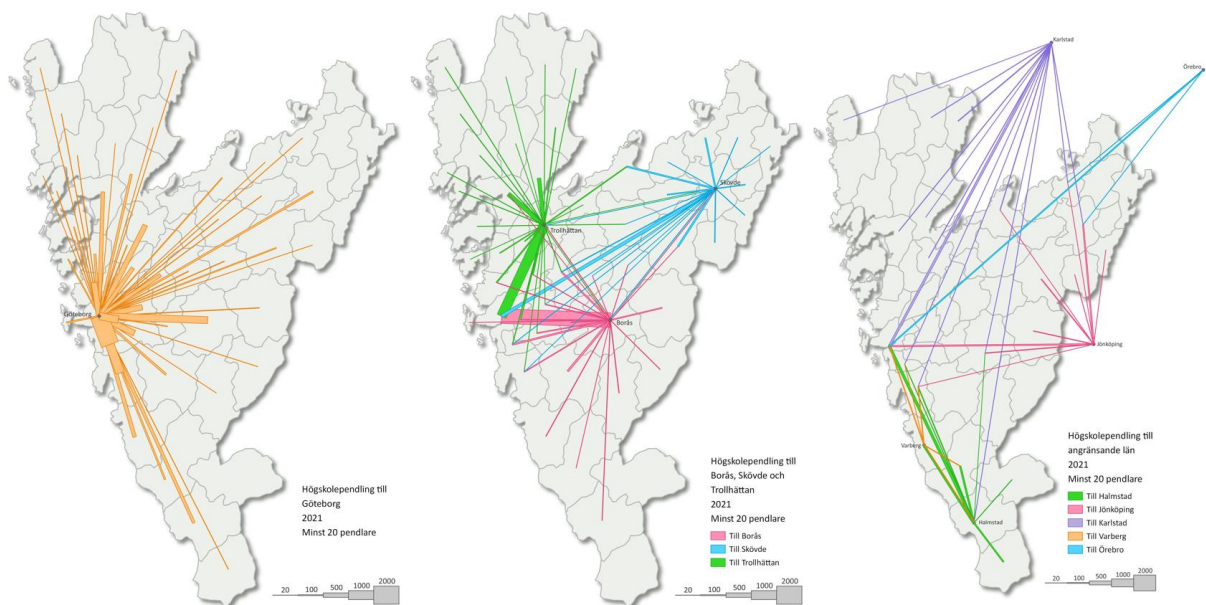 Göteborg
Högskolependling till
Göteborg
2021
Minst 20 pendlare
20 100 500 1000 2000
Skövde
Trollhättan
Borås
Högskolependling till
Borås, Skövde och
Trollhättan
2021
Minst 20 pendlare
Till Borås
Till Skövde
Till Trollhättan
20 100 500 1000 2000
Karlstad
Örebro
Jönköping
Varberg
Halmstad
Högskolependling till
angränsande län
2021
Minst 20 pendlare
Till Halmstad
Till Jönköping
Till Karlstad
Till Varberg
Till Örebro
20 100 500 1000 2000